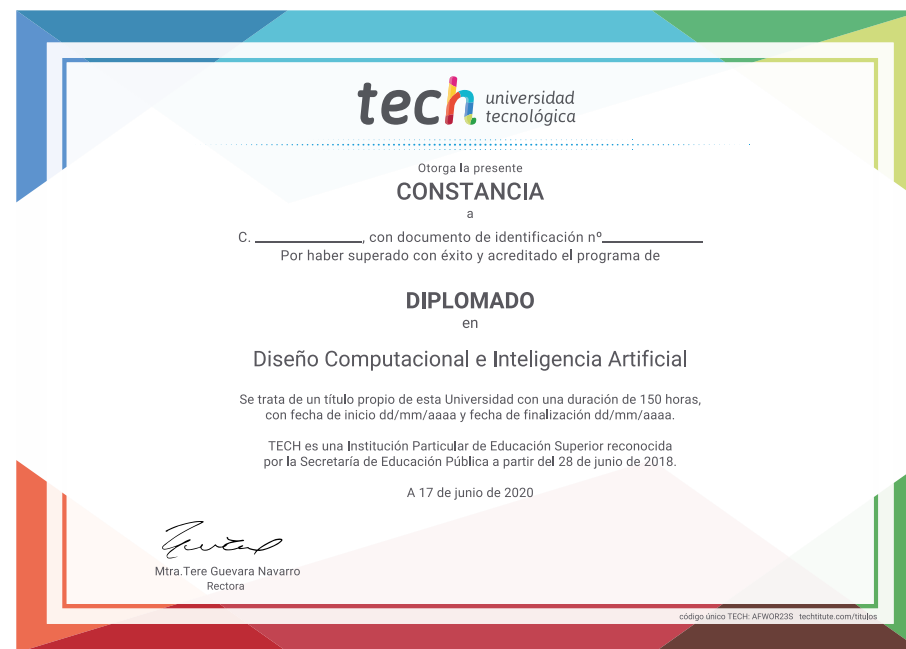 tech universidad
tecnológica
Otorga la presente
CONSTANCIA
a
C. ____________, con documento de identificación nº____________
Por haber superado con éxito y acreditado el programa de
DIPLOMADO
en
Diseño Computacional e Inteligencia Artificial
Se trata de un título propio de esta Universidad con una duración de 150 horas,
con fecha de inicio dd/mm/aaaa y fecha de finalización dd/mm/aaaa.
TECH es una Institución Particular de Educación Superior reconocida
por la Secretaría de Educación Pública a partir del 28 de junio de 2018.
A 17 de junio de 2020
Mtra.Tere Guevara Navarro
Rectora
código único TECH: AFWOR23S techtitute.com/titulos